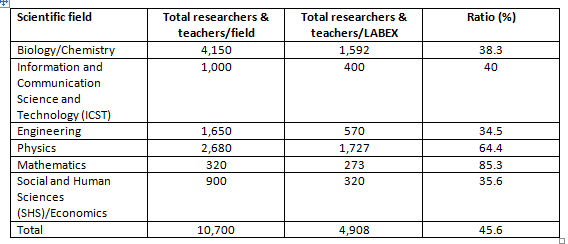 Scientific field Total researchers & Total researchers & Ratio (%)
teachers/field teachers/LABEX
Biology/Chemistry 4,150 1,592 38.3
Information and 1,000 400 40
Communication
Science and
Technology (ICST)
Engineering 1,650 570 34.5
Physics 2,680 1,727 64.4
Mathematics 320 273 85.3
Social and Human 900 320 35.6
Sciences
(SHS)/Economics
Total 10,700 4,908 45.6